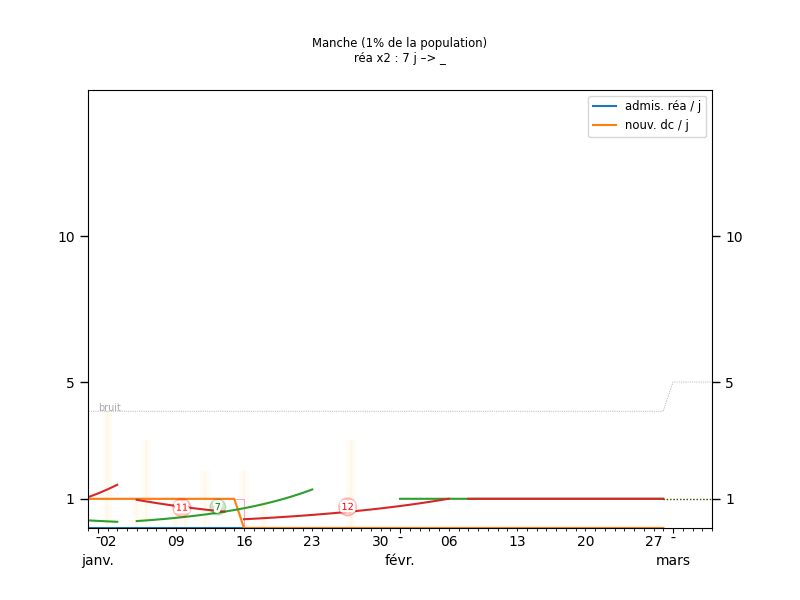 Manche (1% de la population)
réa x2 : 7 j –> _
admis. réa / j
nouv. dc / j
10
10
5
5
bruit
1
11
7
12
1
02
09
16
23
30
06
13
20
27
janv.
févr.
mars